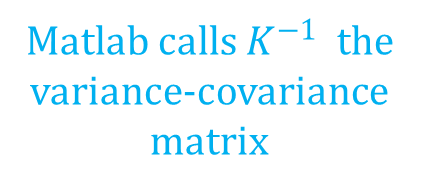 Matlab calls K⁻¹ the
variance-covariance
matrix